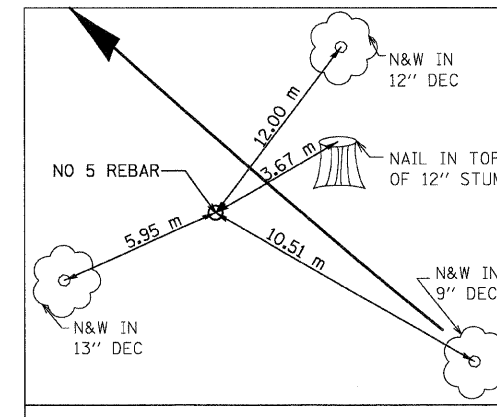 N&W IN
12" DEC
12.00 m
3.67 m
NAIL IN TOP
OF 12" STUM
NO 5 REBAR
5.95 m
10.51 m
N&W IN
9" DEC
N&W IN
13" DEC